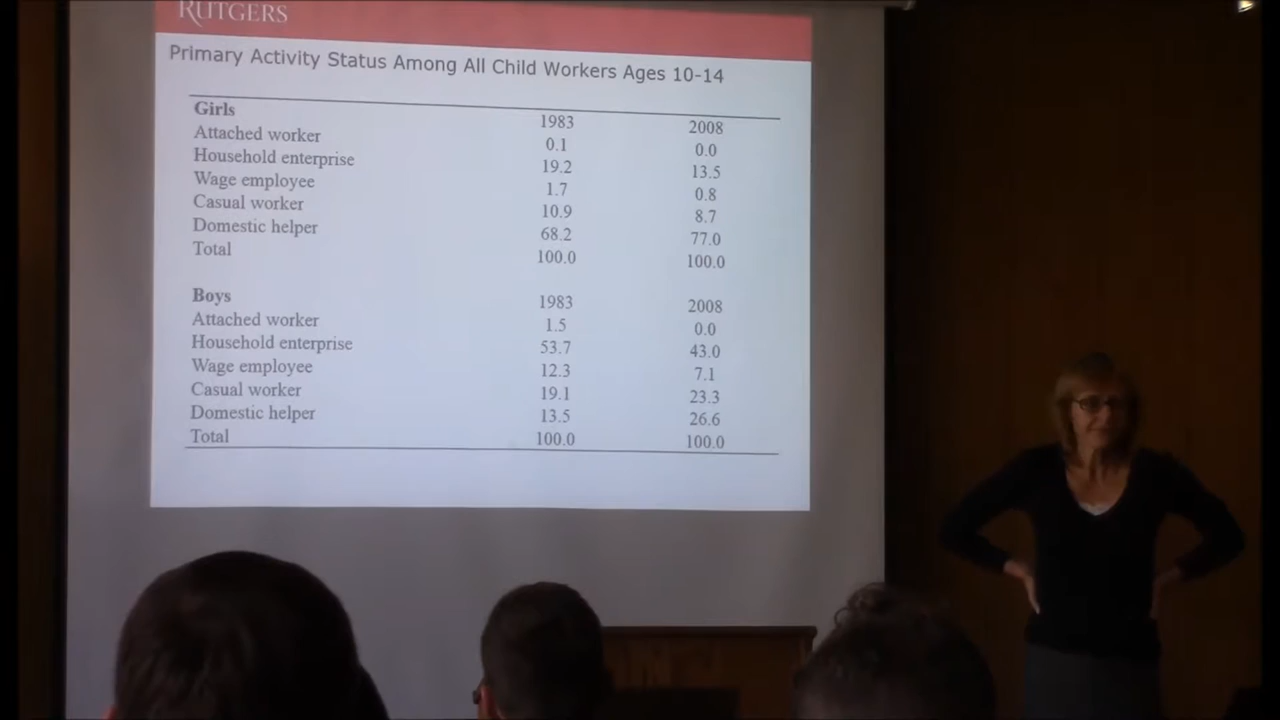 RUTGERS
Primary Activity Status Among All Child Workers Ages 10-14
Girls 1983 2008
Attached worker 0.1 0.0
Household enterprise 19.2 13.5
Wage employee 1.7 0.8
Casual worker 10.9 8.7
Domestic helper 68.2 77.0
Total 100.0 100.0
Boys 1983 2008
Attached worker 1.5 0.0
Household enterprise 53.7 43.0
Wage employee 12.3 7.1
Casual worker 19.1 23.3
Domestic helper 13.5 26.6
Total 100.0 100.0